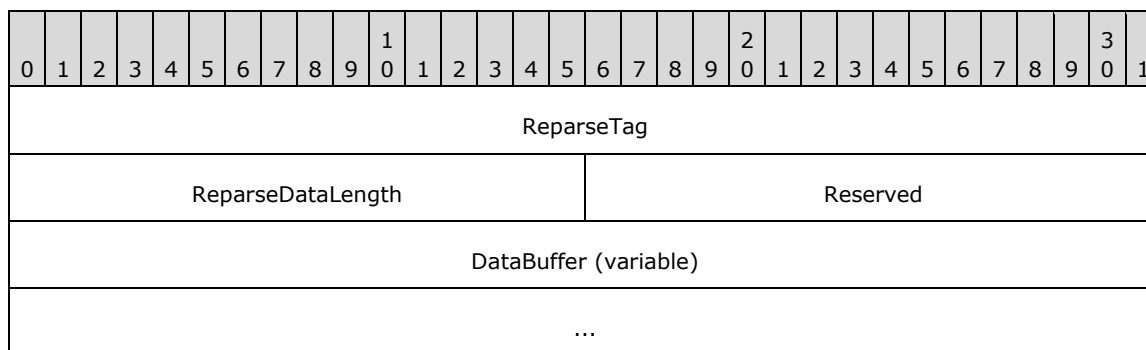 1 2 3
0 1 2 3 4 5 6 7 8 9 0 1 2 3 4 5 6 7 8 9 0 1 2 3 4 5 6 7 8 9 0 1
ReparseTag
ReparseDataLength Reserved
DataBuffer (variable)
...